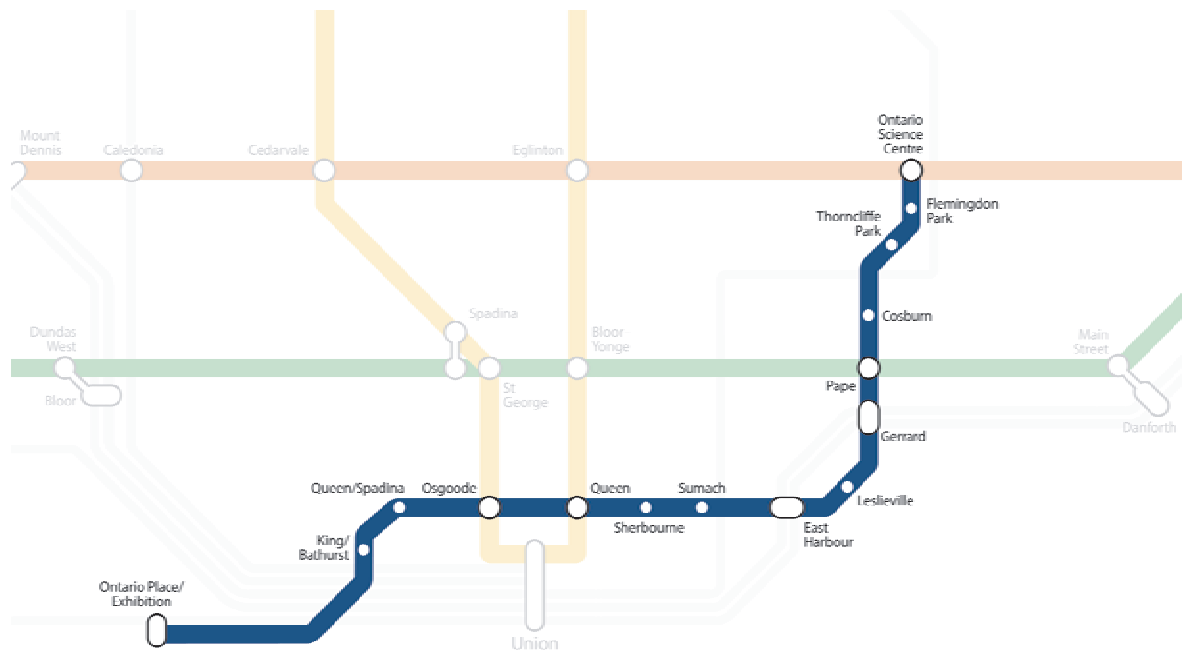 Ontario
Science
Centre
Mount
Dennis
Caledonia
Cedarvale
Eglinton
Flemingdon
Park
Thorncliffe
Park
Spadina
Cosburn
Dundas
West
Bloor
Yonge
Main
Street
Pape
St
George
Bloor
Danforth
Gerrard
Queen/Spadina
Osgoode
Queen
Sumach
Leslieville
Sherbourne
East
Harbour
King/
Bathurst
Ontario Place/
Exhibition
Union